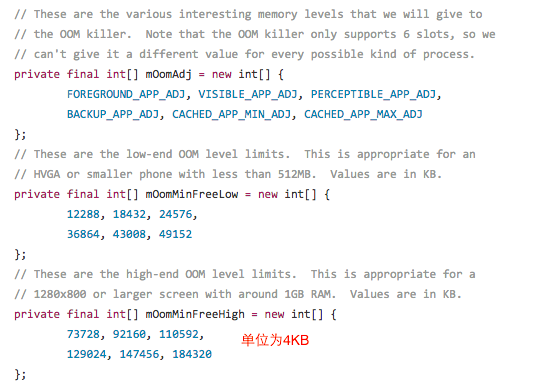 // These are the various interesting memory levels that we will give to
// the OOM killer.  Note that the OOM killer only supports 6 slots, so we
// can't give it a different value for every possible kind of process.
private final int[] mOomAdj = new int[] {
        FOREGROUND_APP_ADJ, VISIBLE_APP_ADJ, PERCEPTIBLE_APP_ADJ,
        BACKUP_APP_ADJ, CACHED_APP_MIN_ADJ, CACHED_APP_MAX_ADJ
};
// These are the low-end OOM level limits.  This is appropriate for an
// HVGA or smaller phone with less than 512MB.  Values are in KB.
private final int[] mOomMinFreeLow = new int[] {
        12288, 18432, 24576,
        36864, 43008, 49152
};
// These are the high-end OOM level limits.  This is appropriate for a
// 1280x800 or larger screen with around 1GB RAM.  Values are in KB.
private final int[] mOomMinFreeHigh = new int[] {
        73728, 92160, 110592,
        129024, 147456, 184320
单位为4KB
};